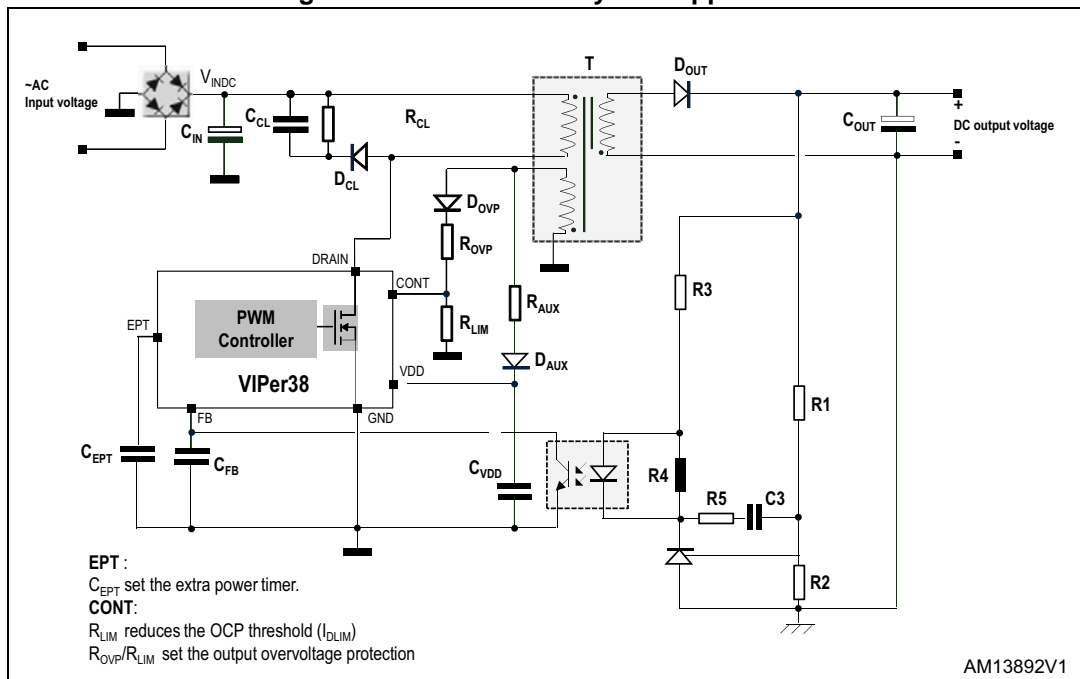 ~AC
Input voltage
V_INDC
C_IN
C_CL
R_CL
D_CL
T
D_OUT
C_OUT
+
DC output voltage
-
D_OVP
R_OVP
DRAIN
CONT
R_LIM
R_AUX
D_AUX
EPT
PWM
Controller
VIPer38
VDD
FB
GND
C_EPT
C_FB
C_VDD
R3
R1
R4
R5
C3
R2
EPT :
C_EPT set the extra power timer.
CONT:
R_LIM reduces the OCP threshold (I_DLIM)
R_OVP/R_LIM set the output overvoltage protection
AM13892V1